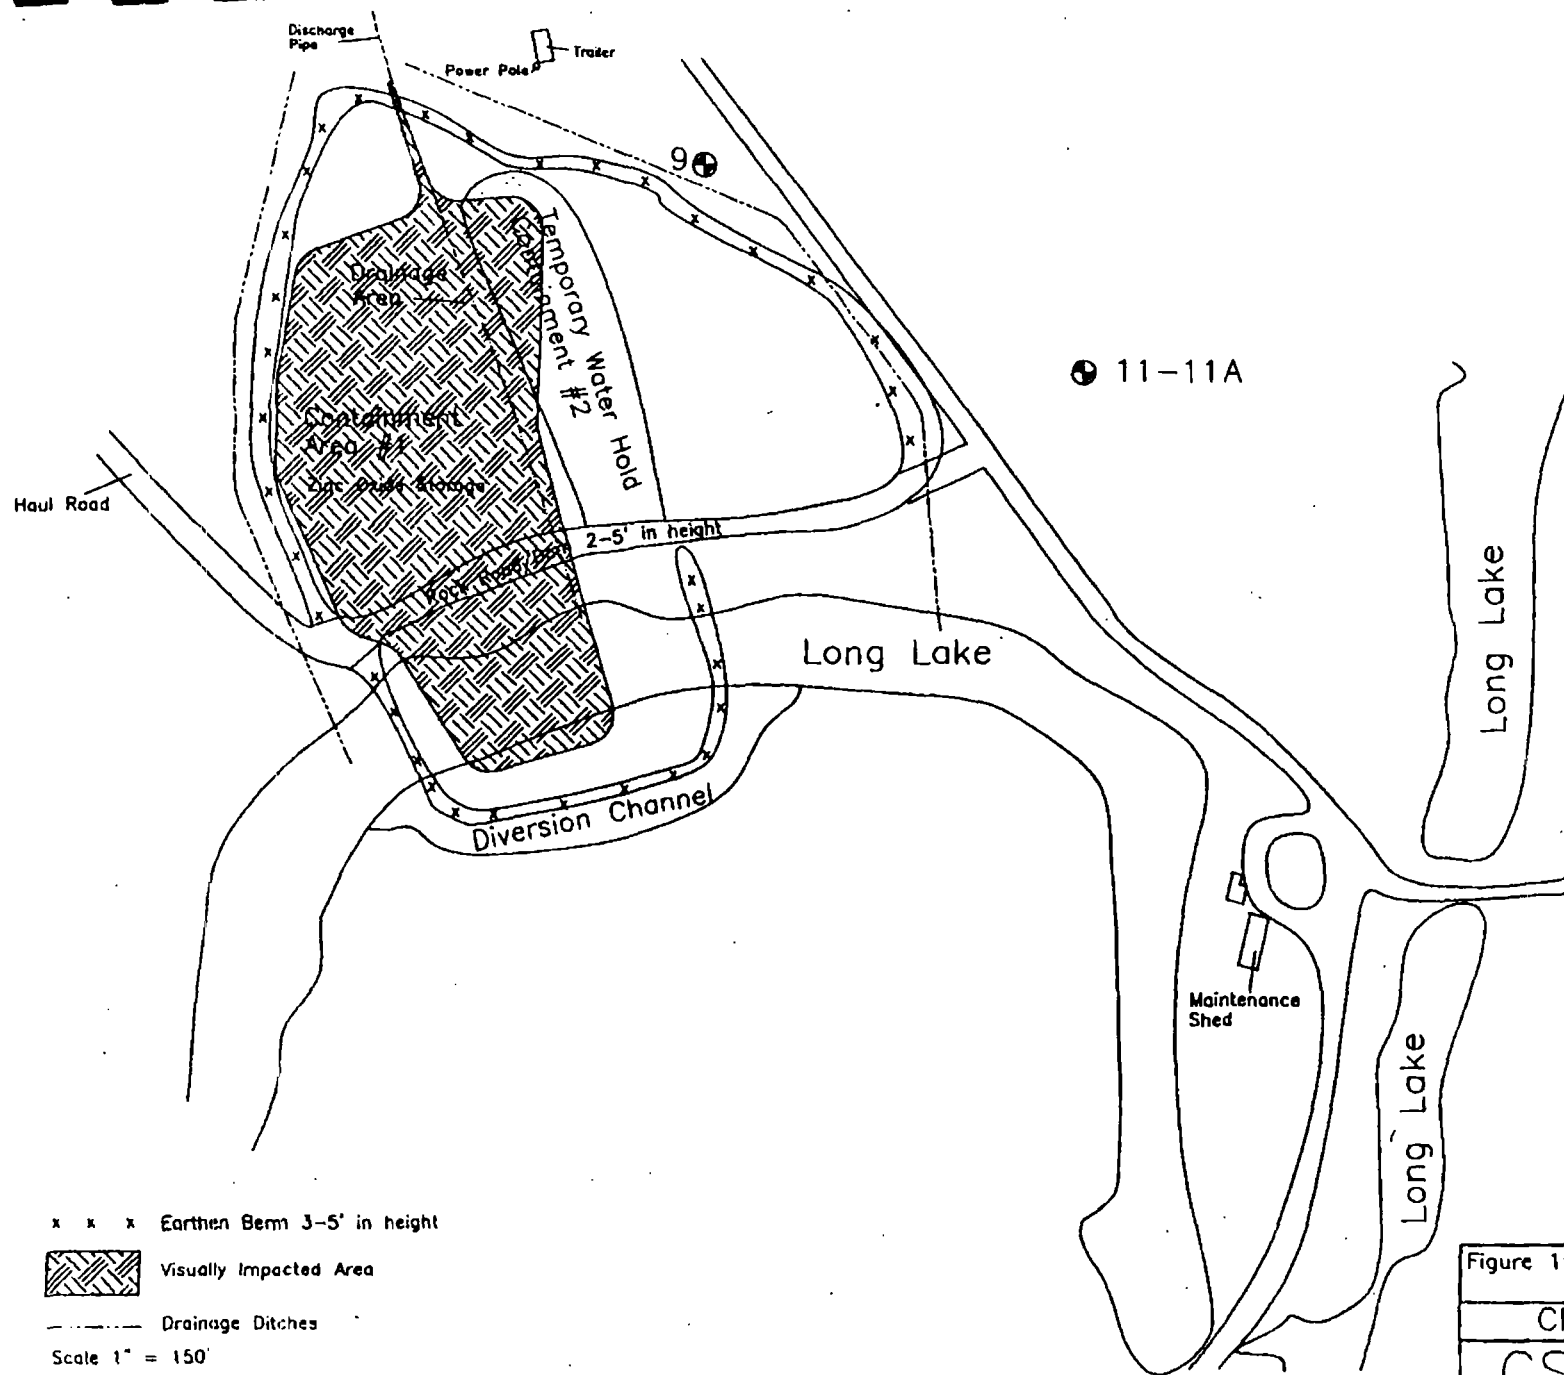 Discharge
Pipe
Trailer
Power Pole
9
Temporary Water Hold
Containment #2
Drainage
Area
11-11A
Containment
Area #1
Zinc Oxide Storage
Haul Road
2-5' in height
Rock Road/Berm
Long Lake
Long Lake
Diversion Channel
Maintenance
Shed
Long Lake
x x x Earthen Berm 3-5' in height
Visually Impacted Area
Drainage Ditches
Scale 1" = 150'
Figure 1